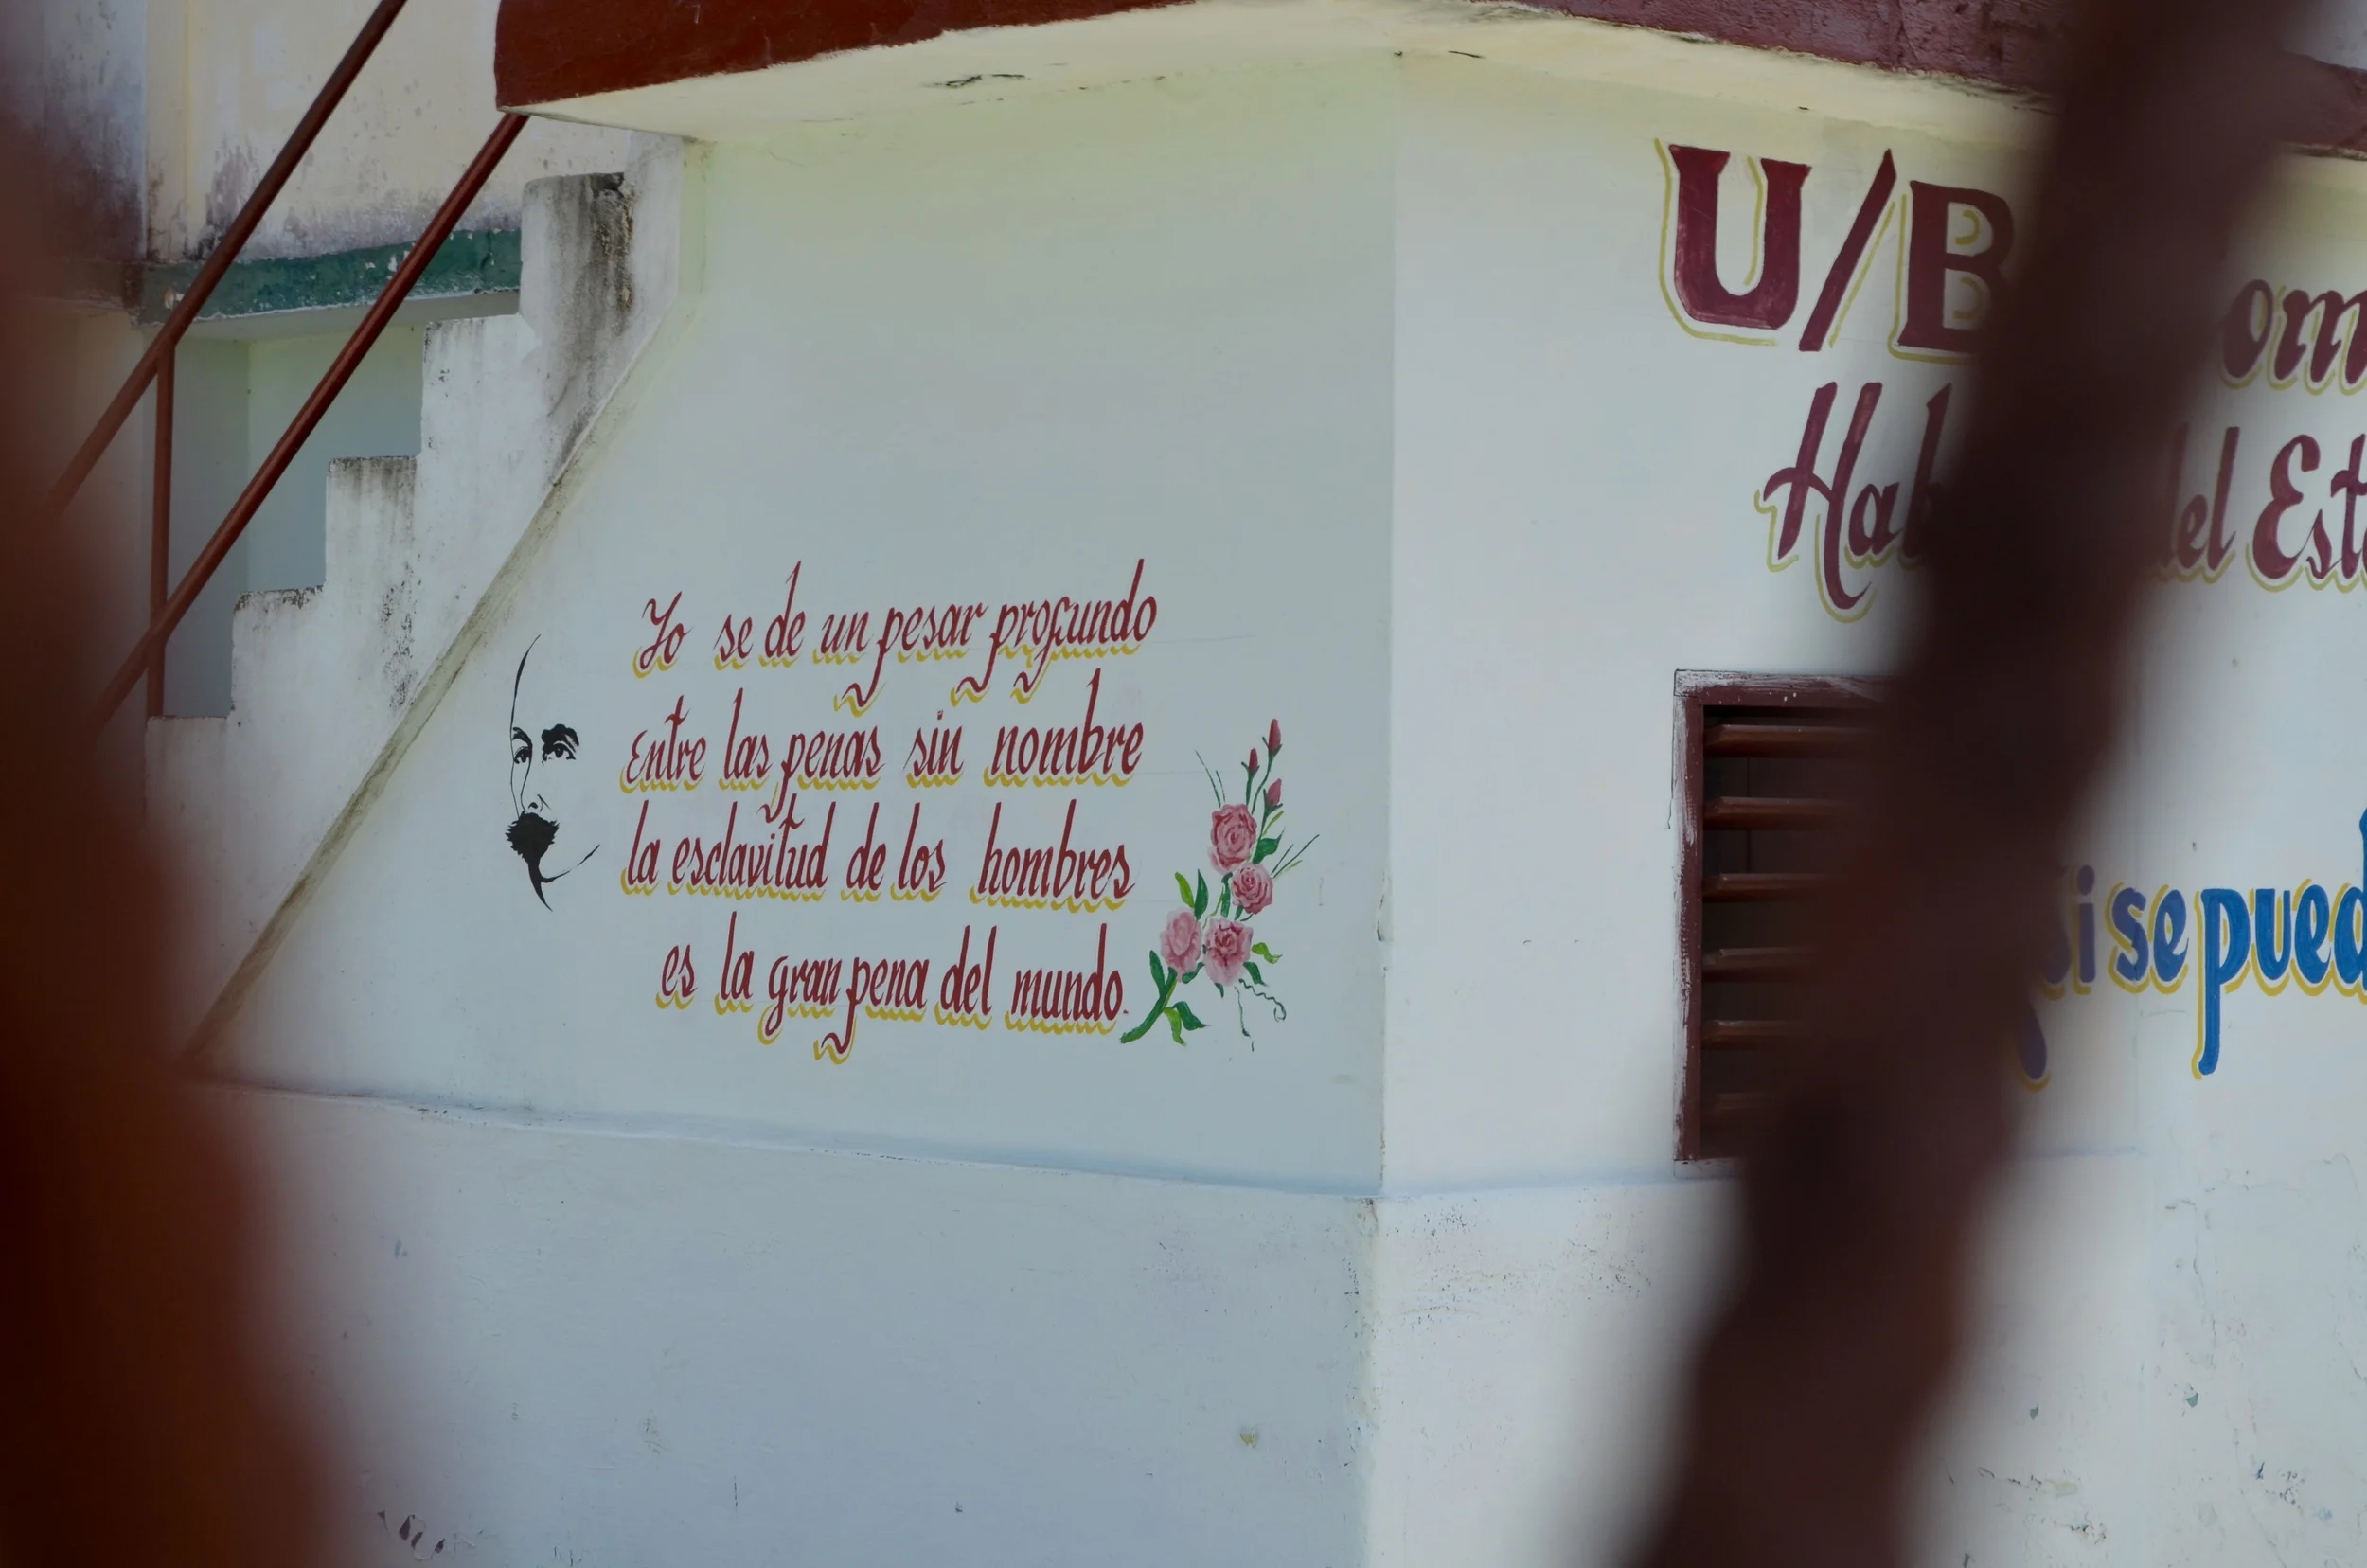 Yo se de un pesar profundo
Entre las penas sin nombre
la esclavitud de los hombres
es la gran pena del mundo.
U/B
del Est
si se pued